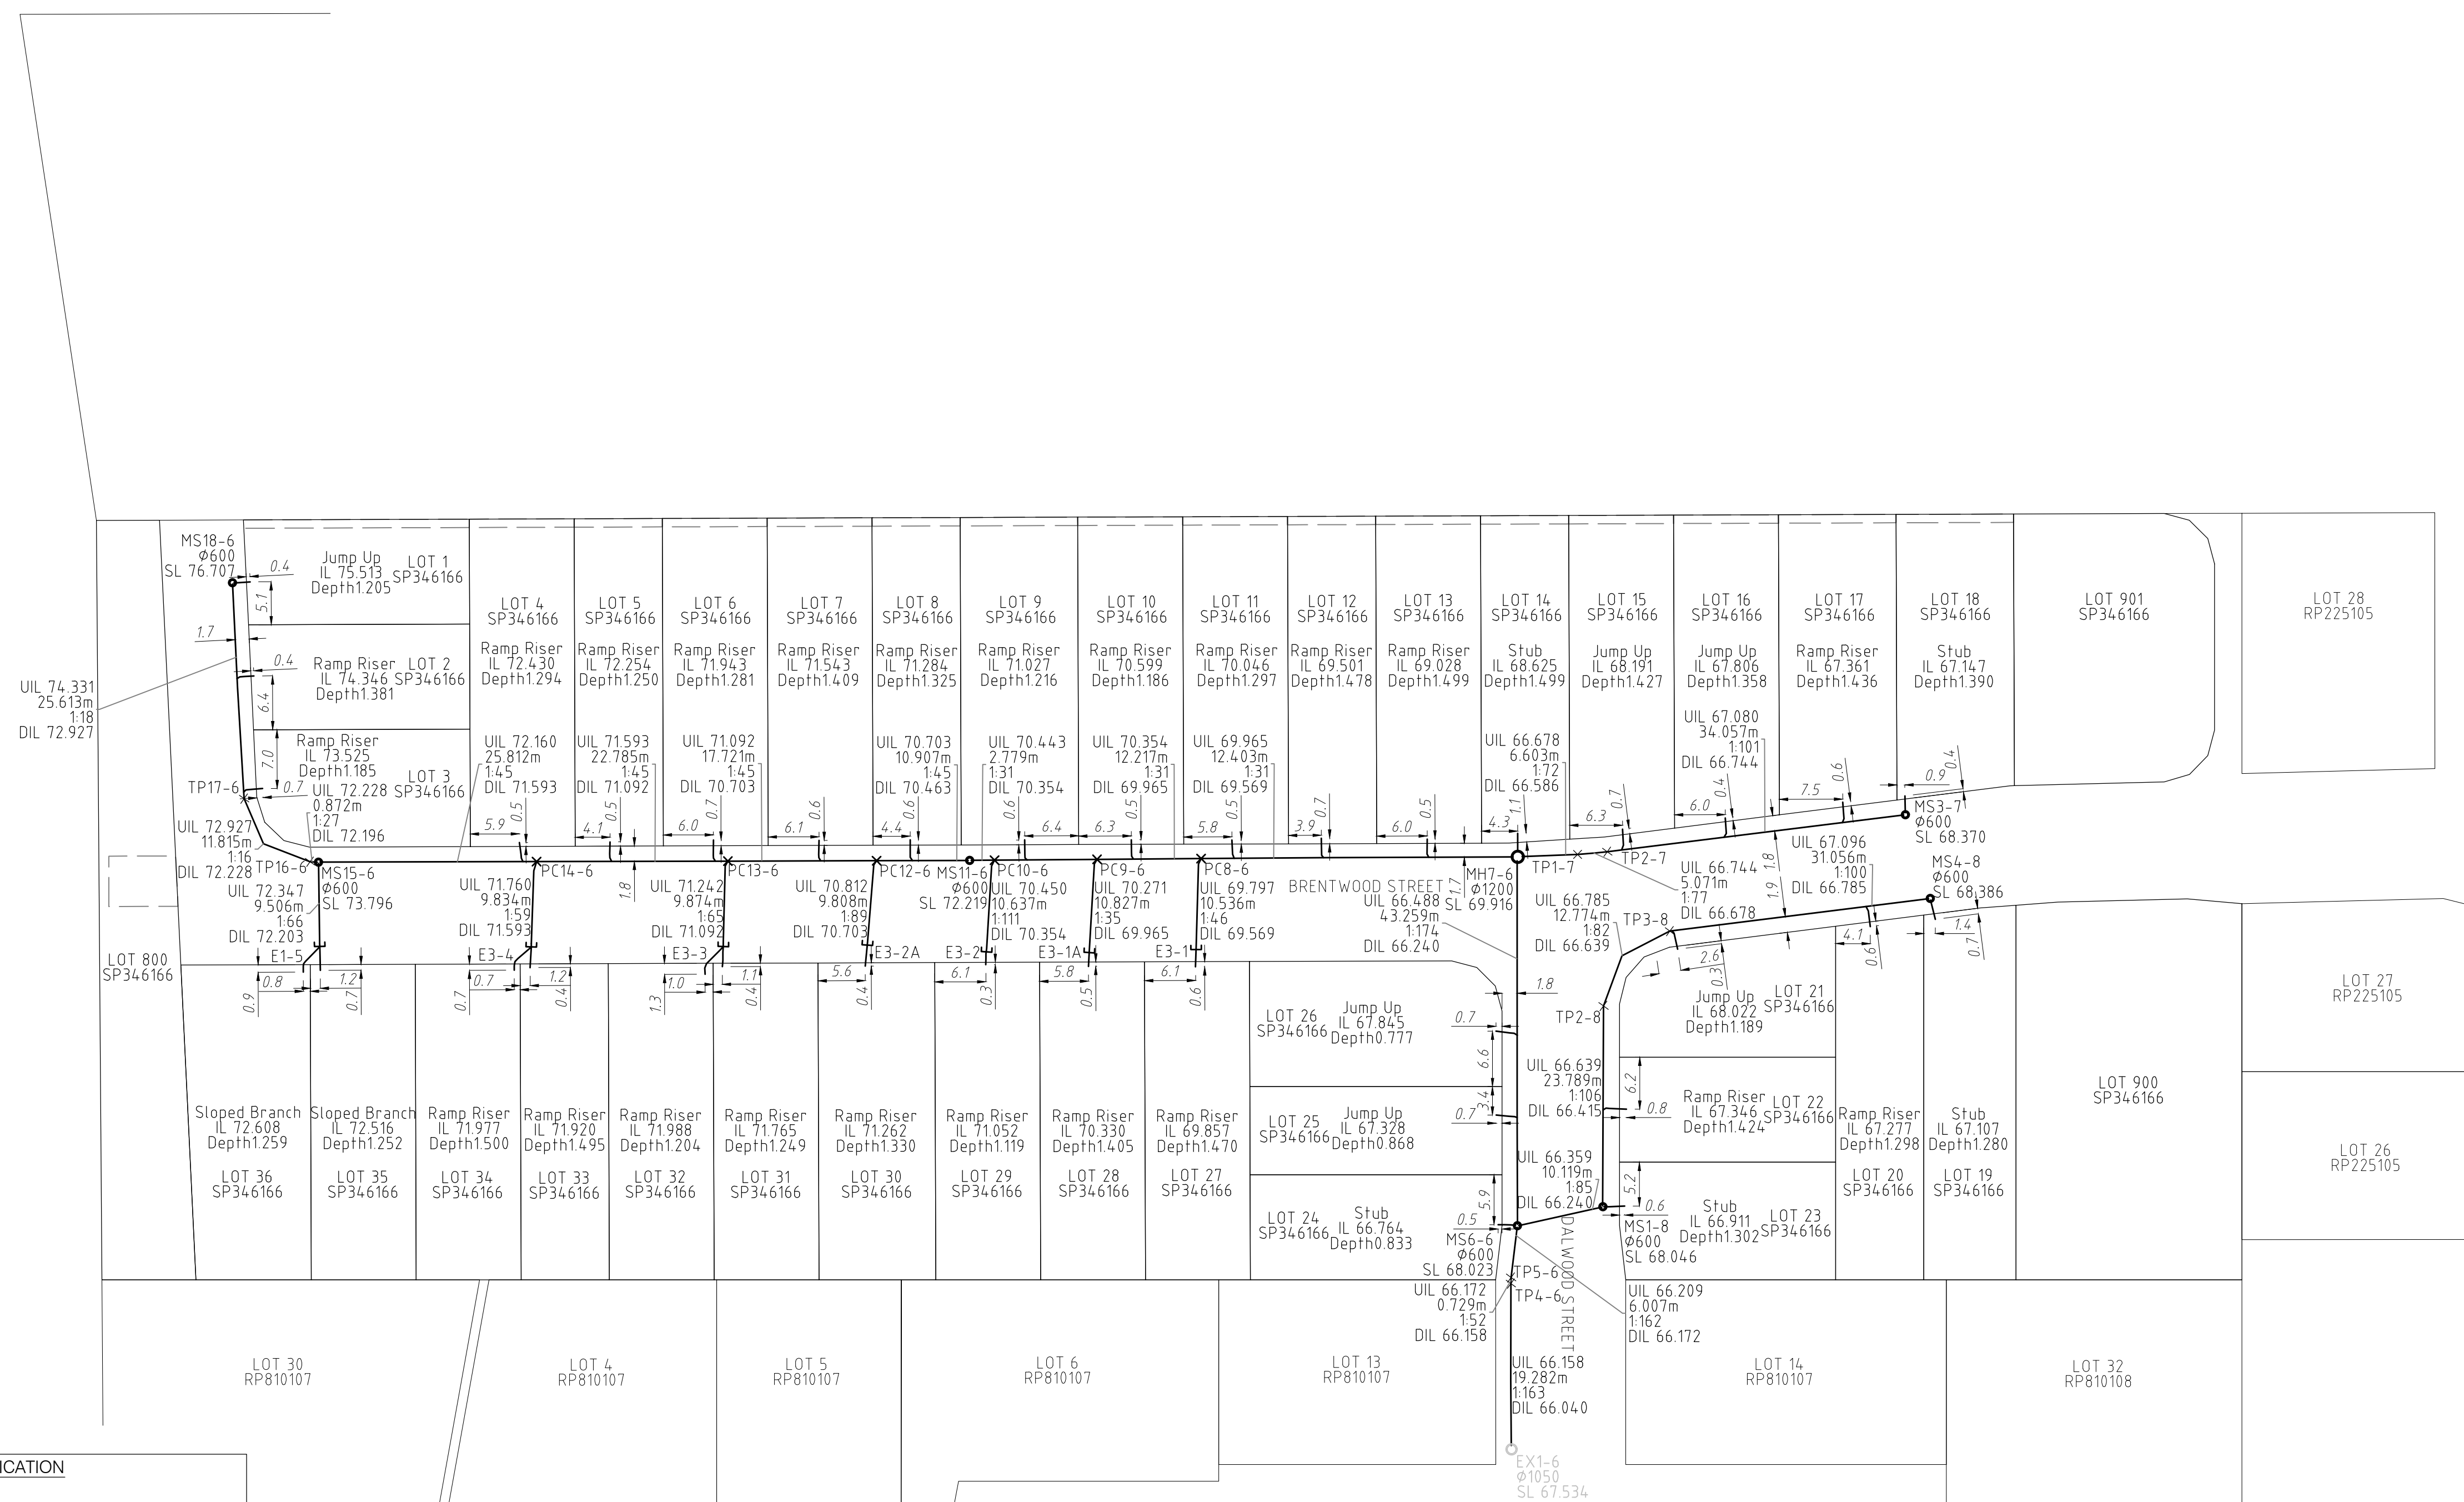 MS18-6
Ø600
SL 76.707
0.4
Jump Up
IL 75.513
Depth1.205
LOT 1
SP346166
5.1
1.7
0.4
Ramp Riser
IL 74.346
Depth1.381
LOT 2
SP346166
6.4
UIL 74.331
25.613m
1:18
DIL 72.927
Ramp Riser
IL 73.525
Depth1.185
LOT 3
SP346166
7.0
0.7
TP17-6
UIL 72.228
0.872m
1:27
DIL 72.196
UIL 72.927
11.815m
1:16
DIL 72.228
TP16-6
MS15-6
Ø600
SL 73.796
UIL 72.347
9.506m
1:66
DIL 72.203
LOT 4
SP346166
Ramp Riser
IL 72.430
Depth1.294
UIL 72.160
25.812m
1:45
DIL 71.593
5.9
0.5
LOT 5
SP346166
Ramp Riser
IL 72.254
Depth1.250
UIL 71.593
22.785m
1:45
DIL 71.092
4.1
0.5
LOT 6
SP346166
Ramp Riser
IL 71.943
Depth1.281
UIL 71.092
17.721m
1:45
DIL 70.703
6.0
0.7
LOT 7
SP346166
Ramp Riser
IL 71.543
Depth1.409
6.1
0.6
LOT 8
SP346166
Ramp Riser
IL 71.284
Depth1.325
UIL 70.703
10.907m
1:45
DIL 70.463
4.4
0.6
LOT 9
SP346166
Ramp Riser
IL 71.027
Depth1.216
UIL 70.443
2.779m
1:31
DIL 70.354
0.6
6.4
LOT 10
SP346166
Ramp Riser
IL 70.599
Depth1.186
UIL 70.354
12.217m
1:31
DIL 69.965
6.3
0.5
LOT 11
SP346166
Ramp Riser
IL 70.046
Depth1.297
UIL 69.965
12.403m
1:31
DIL 69.569
5.8
0.5
LOT 12
SP346166
Ramp Riser
IL 69.501
Depth1.478
3.9
0.7
LOT 13
SP346166
Ramp Riser
IL 69.028
Depth1.499
6.0
0.5
LOT 14
SP346166
Stub
IL 68.625
Depth1.499
UIL 66.678
6.603m
1:72
DIL 66.586
4.3
1.1
LOT 15
SP346166
Jump Up
IL 68.191
Depth1.427
6.3
0.7
LOT 16
SP346166
Jump Up
IL 67.806
Depth1.358
UIL 67.080
34.057m
1:101
DIL 66.744
6.0
0.4
LOT 17
SP346166
Ramp Riser
IL 67.361
Depth1.436
7.5
0.6
LOT 18
SP346166
Stub
IL 67.147
Depth1.390
0.9
0.4
LOT 901
SP346166
LOT 28
RP225105
MS3-7
Ø600
SL 68.370
PC14-6
UIL 71.760
9.834m
1:59
DIL 71.593
1.8
PC13-6
UIL 71.242
9.874m
1:65
DIL 71.092
PC12-6
UIL 70.812
9.808m
1:89
DIL 70.703
MS11-6
Ø600
SL 72.219
PC10-6
UIL 70.450
10.637m
1:111
DIL 70.354
PC9-6
UIL 70.271
10.827m
1:35
DIL 69.965
PC8-6
UIL 69.797
10.536m
1:46
DIL 69.569
BRENTWOOD STREET
1.7
UIL 66.488
43.259m
1:174
DIL 66.240
MH7-6
Ø1200
SL 69.916
TP1-7
TP2-7
UIL 66.744
5.071m
1:77
DIL 66.678
1.8
1.9
UIL 67.096
31.056m
1:100
DIL 66.785
MS4-8
Ø600
SL 68.386
UIL 66.785
12.774m
1:82
DIL 66.639
TP3-8
2.6
0.3
4.1
0.6
1.4
0.7
LOT 800
SP346166
E1-5
0.9
0.8
1.2
0.7
E3-4
0.7
0.7
1.2
0.4
E3-3
1.3
1.0
1.1
0.4
E3-2A
5.6
0.4
E3-2
6.1
0.3
E3-1A
5.8
0.5
E3-1
6.1
0.6
1.8
TP2-8
LOT 26
SP346166
Jump Up
IL 67.845
Depth0.777
0.7
6.6
LOT 25
SP346166
Jump Up
IL 67.328
Depth0.868
3.4
0.7
LOT 24
SP346166
Stub
IL 66.764
Depth0.833
5.9
0.5
Jump Up
IL 68.022
Depth1.189
LOT 21
SP346166
UIL 66.639
23.789m
1:106
DIL 66.415
6.2
0.8
Ramp Riser
IL 67.346
Depth1.424
LOT 22
SP346166
UIL 66.359
10.119m
1:85
DIL 66.240
5.2
0.6
Stub
IL 66.911
Depth1.302
LOT 23
SP346166
MS1-8
Ø600
SL 68.046
Ramp Riser
IL 67.277
Depth1.298
LOT 20
SP346166
Stub
IL 67.107
Depth1.280
LOT 19
SP346166
LOT 900
SP346166
LOT 27
RP225105
LOT 26
RP225105
Sloped Branch
IL 72.608
Depth1.259
LOT 36
SP346166
Sloped Branch
IL 72.516
Depth1.252
LOT 35
SP346166
Ramp Riser
IL 71.977
Depth1.500
LOT 34
SP346166
Ramp Riser
IL 71.920
Depth1.495
LOT 33
SP346166
Ramp Riser
IL 71.988
Depth1.204
LOT 32
SP346166
Ramp Riser
IL 71.765
Depth1.249
LOT 31
SP346166
Ramp Riser
IL 71.262
Depth1.330
LOT 30
SP346166
Ramp Riser
IL 71.052
Depth1.119
LOT 29
SP346166
Ramp Riser
IL 70.330
Depth1.405
LOT 28
SP346166
Ramp Riser
IL 69.857
Depth1.470
LOT 27
SP346166
MS6-6
Ø600
SL 68.023
DALWOOD STREET
TP5-6
TP4-6
UIL 66.172
0.729m
1:52
DIL 66.158
UIL 66.209
6.007m
1:162
DIL 66.172
UIL 66.158
19.282m
1:163
DIL 66.040
LOT 30
RP810107
LOT 4
RP810107
LOT 5
RP810107
LOT 6
RP810107
LOT 13
RP810107
LOT 14
RP810107
LOT 32
RP810108
EX1-6
Ø1050
SL 67.534
ICATION